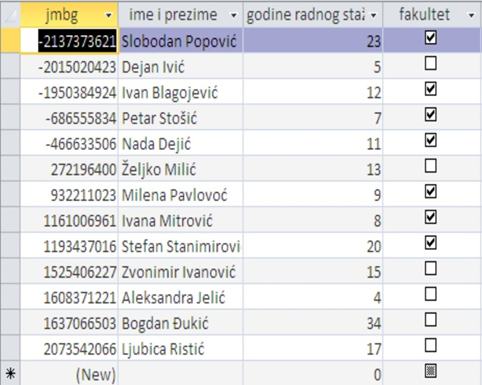 jmbg ime i prezime godine radnog staž fakultet
-2137373621 Slobodan Popović 23
-2015020423 Dejan Ivić 5
-1950384924 Ivan Blagojević 12
-686555834 Petar Stošić 7
-466633506 Nada Dejić 11
272196400 Željko Milić 13
932211023 Milena Pavlovoć 9
1161006961 Ivana Mitrović 8
1193437016 Stefan Stanimirovi 20
1525406227 Zvonimir Ivanović 15
1608371221 Aleksandra Jelić 4
1637066503 Bogdan Đukić 34
2073542066 Ljubica Ristić 17
(New) 0